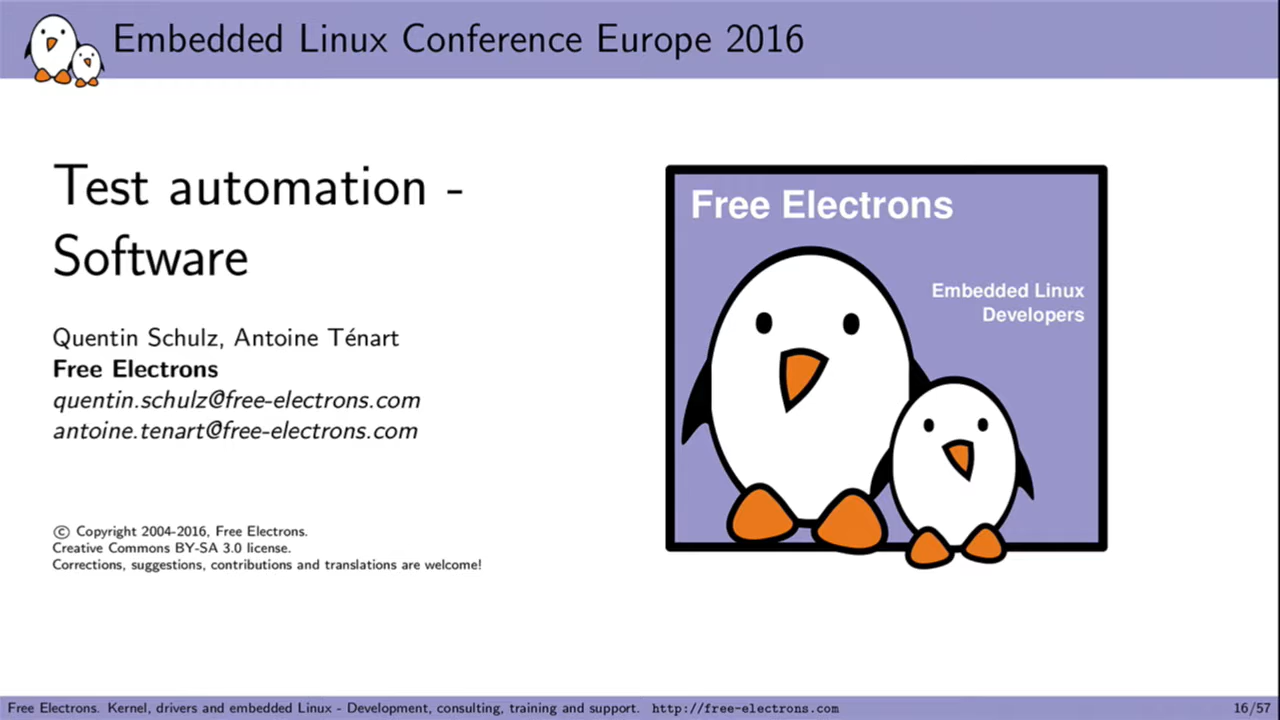 Embedded Linux Conference Europe 2016
Test automation -
Software
Quentin Schulz, Antoine Ténart
Free Electrons
quentin.schulz@free-electrons.com
antoine.tenart@free-electrons.com
© Copyright 2004-2016, Free Electrons.
Creative Commons BY-SA 3.0 license.
Corrections, suggestions, contributions and translations are welcome!
Free Electrons
Embedded Linux
Developers
Free Electrons. Kernel, drivers and embedded Linux - Development, consulting, training and support. http://free-electrons.com
16/57